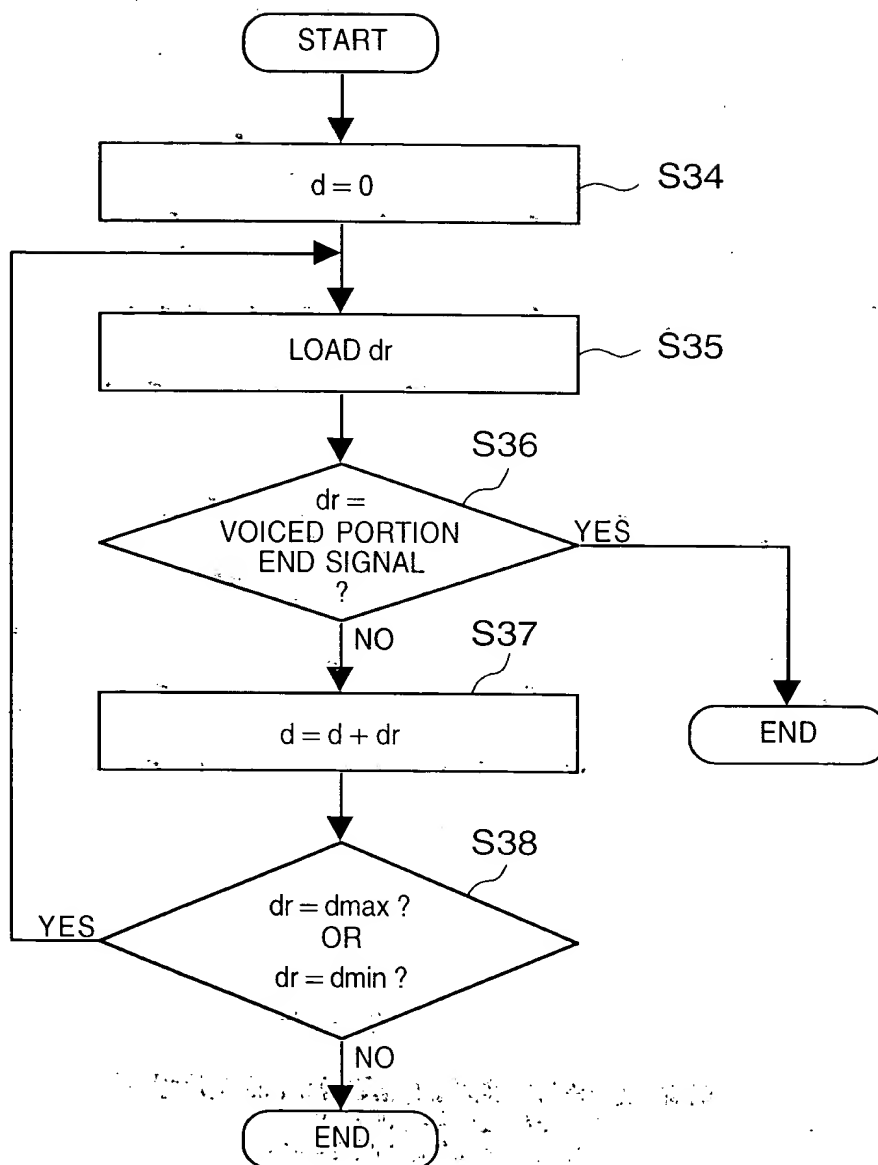 START
d = 0
S34
LOAD dr
S35
S36
dr =
VOICED PORTION
END SIGNAL
?
YES
NO
S37
d = d + dr
END
S38
dr = dmax ?
OR
dr = dmin ?
YES
NO
END